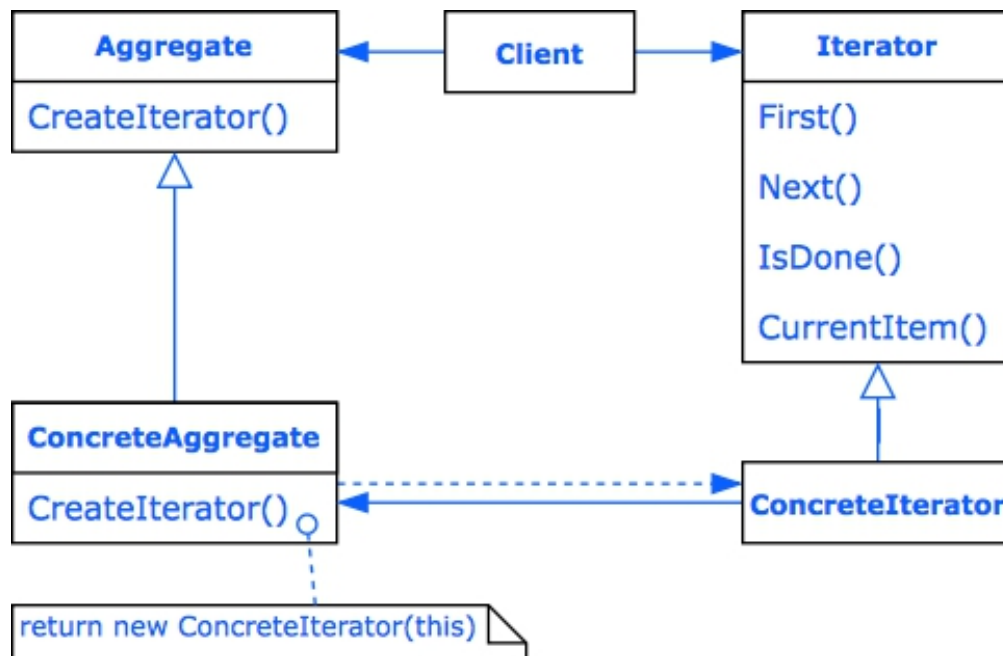 Aggregate
CreateIterator()
Client
Iterator
First()
Next()
IsDone()
CurrentItem()
ConcreteAggregate
CreateIterator()
ConcreteIterator
return new ConcreteIterator(this)